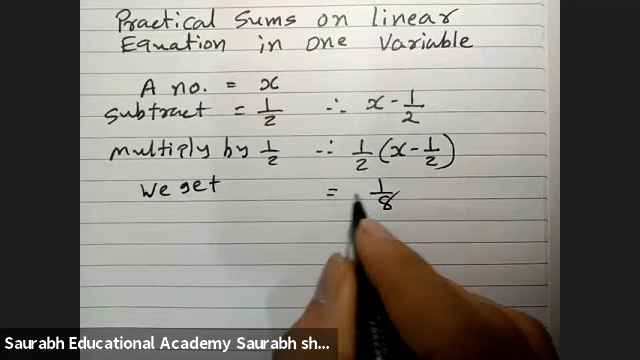 Practical Sums on linear
Equation in one variable
A no. = x
Subtract = 1/2 ∴ x - 1/2
multiply by 1/2 ∴ 1/2 (x - 1/2)
we get = 1/8
Saurabh Educational Academy Saurabh sh...